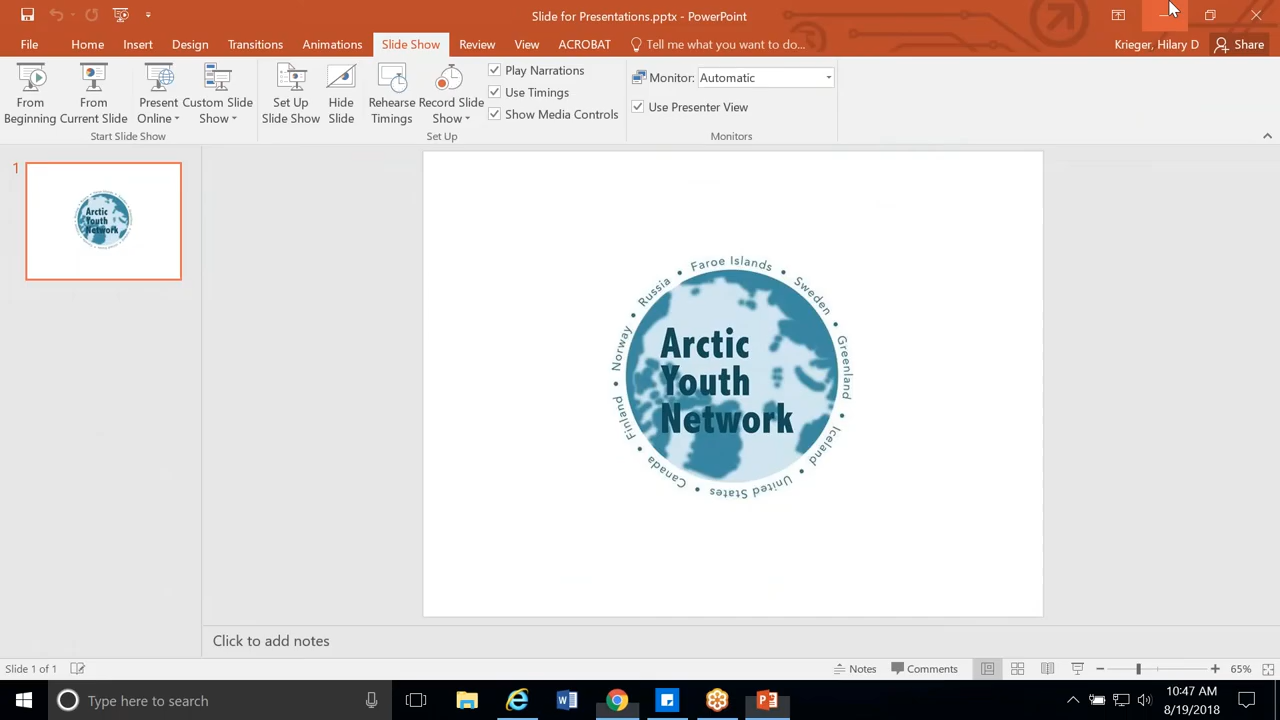 Slide for Presentations.pptx - PowerPoint
File Home Insert Design Transitions Animations Slide Show Review View ACROBAT Tell me what you want to do... Krieger, Hilary D Share
From Beginning
From Current Slide
Present Online
Custom Slide Show
Start Slide Show
Set Up Slide Show
Hide Slide
Rehearse Timings
Record Slide Show
Play Narrations
Use Timings
Show Media Controls
Set Up
Monitor: Automatic
Use Presenter View
Monitors
1
Arctic
Youth
Network
Faroe Islands • Sweden • Greenland • Iceland • United States • Canada • Finland • Norway • Russia •
Arctic
Youth
Network
Click to add notes
Slide 1 of 1 Notes Comments 65%
Type here to search
10:47 AM
8/19/2018